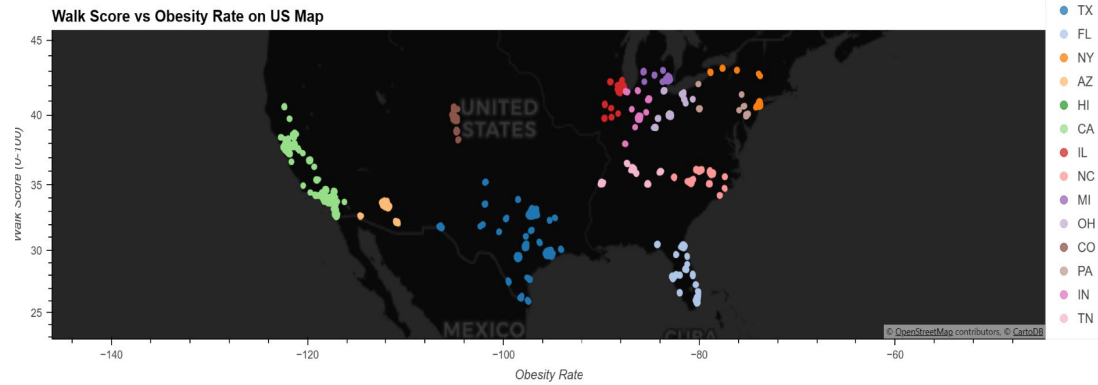 Walk Score vs Obesity Rate on US Map
45
40
35
30
25
Walk Score (0-100)
UNITED
STATES
MEXICO
CUBA
© OpenStreetMap contributors, © CartoDB
−140
−120
−100
−80
−60
Obesity Rate
TX
FL
NY
AZ
HI
CA
IL
NC
MI
OH
CO
PA
IN
TN